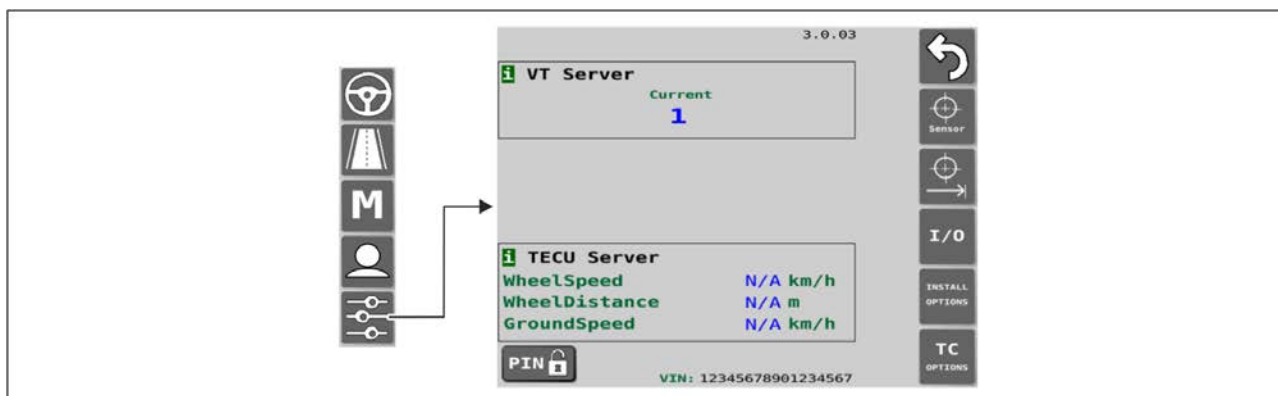 3.0.03
i VT Server
Current
1
M
i TECU Server
WheelSpeed N/A km/h
WheelDistance N/A m
GroundSpeed N/A km/h
PIN
VIN: 12345678901234567
Sensor
I/O
INSTALL
OPTIONS
TC
OPTIONS